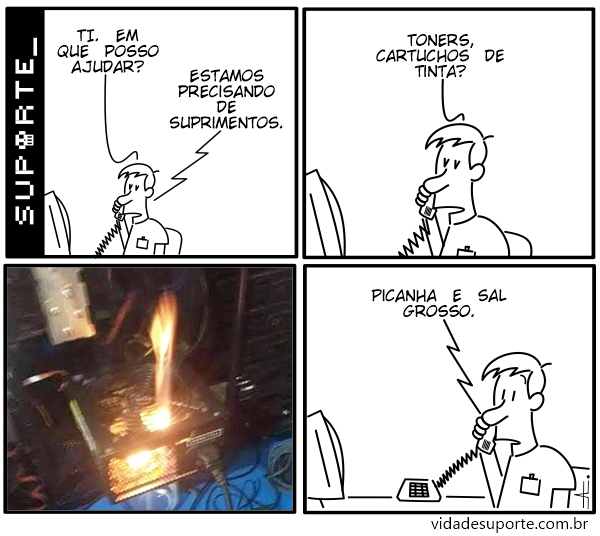 SUPORTE_
TI. EM
QUE POSSO
AJUDAR?
ESTAMOS
PRECISANDO
DE
SUPRIMENTOS.
TONERS,
CARTUCHOS DE
TINTA?
PICANHA E SAL
GROSSO.
vidadesuporte.com.br